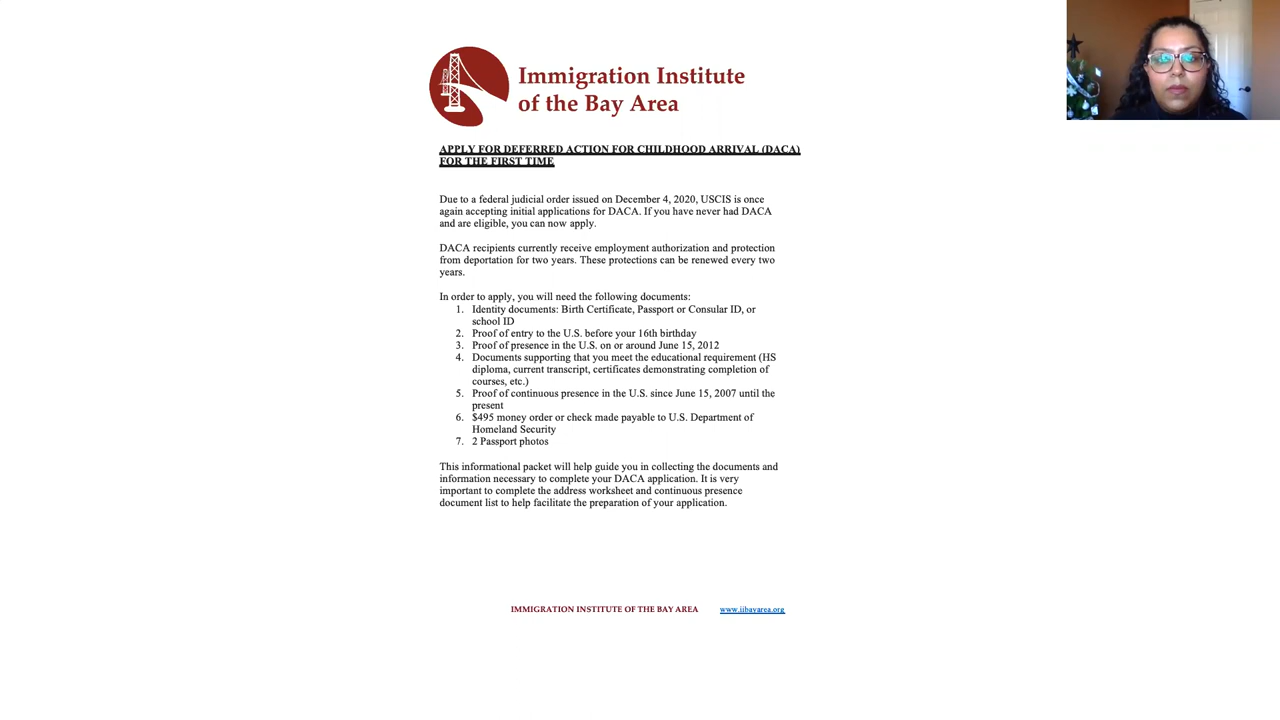 Immigration Institute
of the Bay Area
APPLY FOR DEFERRED ACTION FOR CHILDHOOD ARRIVAL (DACA)
FOR THE FIRST TIME
Due to a federal judicial order issued on December 4, 2020, USCIS is once
again accepting initial applications for DACA. If you have never had DACA
and are eligible, you can now apply.
DACA recipients currently receive employment authorization and protection
from deportation for two years. These protections can be renewed every two
years.
In order to apply, you will need the following documents:
1. Identity documents: Birth Certificate, Passport or Consular ID, or
school ID
2. Proof of entry to the U.S. before your 16th birthday
3. Proof of presence in the U.S. on or around June 15, 2012
4. Documents supporting that you meet the educational requirement (HS
diploma, current transcript, certificates demonstrating completion of
courses, etc.)
5. Proof of continuous presence in the U.S. since June 15, 2007 until the
present
6. $495 money order or check made payable to U.S. Department of
Homeland Security
7. 2 Passport photos
This informational packet will help guide you in collecting the documents and
information necessary to complete your DACA application. It is very
important to complete the address worksheet and continuous presence
document list to help facilitate the preparation of your application.
IMMIGRATION INSTITUTE OF THE BAY AREA www.iibayarea.org